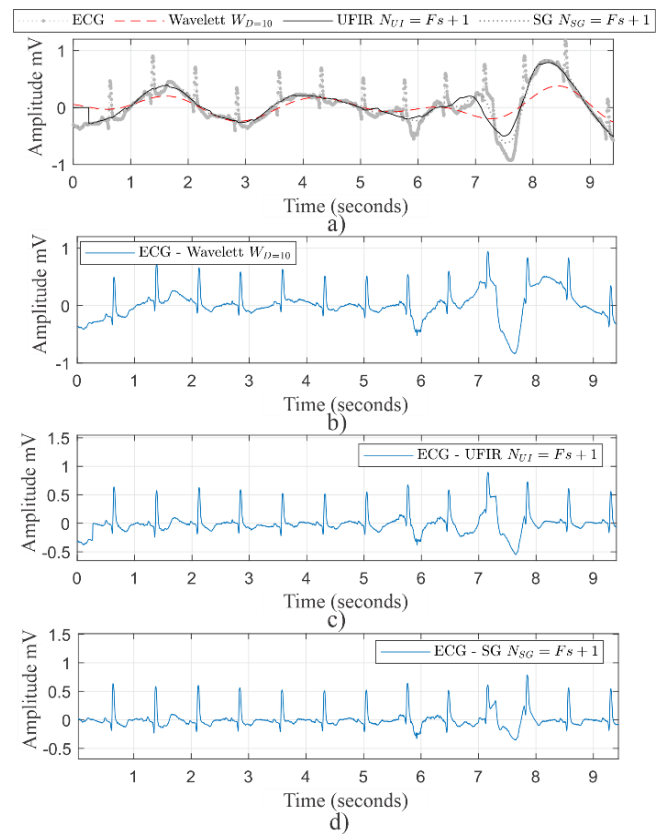 ECG Wavelett W_{D=10} UFIR N_{UI} = Fs + 1 SG N_{SG} = Fs + 1
Amplitude mV
1
0
-1
0 1 2 3 4 5 6 7 8 9
Time (seconds)
a)
ECG - Wavelett W_{D=10}
Amplitude mV
1
0
-1
0 1 2 3 4 5 6 7 8 9
Time (seconds)
b)
ECG - UFIR N_{UI} = Fs + 1
Amplitude mV
1.5
1
0.5
0
-0.5
0 1 2 3 4 5 6 7 8 9
Time (seconds)
c)
ECG - SG N_{SG} = Fs + 1
Amplitude mV
1.5
1
0.5
0
-0.5
1 2 3 4 5 6 7 8 9
Time (seconds)
d)